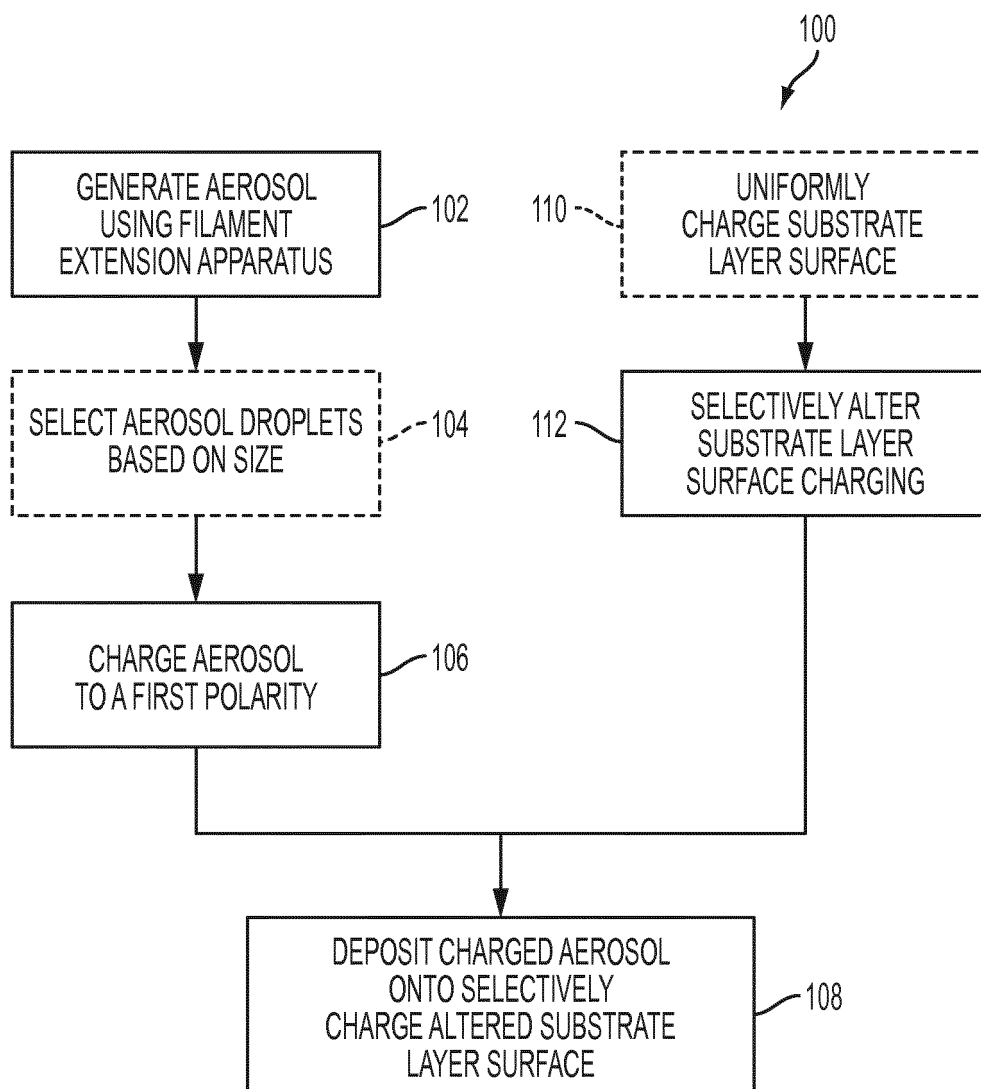 100
GENERATE AEROSOL
USING FILAMENT
EXTENSION APPARATUS
102
110
UNIFORMLY
CHARGE SUBSTRATE
LAYER SURFACE
SELECT AEROSOL DROPLETS
BASED ON SIZE
104
112
SELECTIVELY ALTER
SUBSTRATE LAYER
SURFACE CHARGING
CHARGE AEROSOL
TO A FIRST POLARITY
106
DEPOSIT CHARGED AEROSOL
ONTO SELECTIVELY
CHARGE ALTERED SUBSTRATE
LAYER SURFACE
108